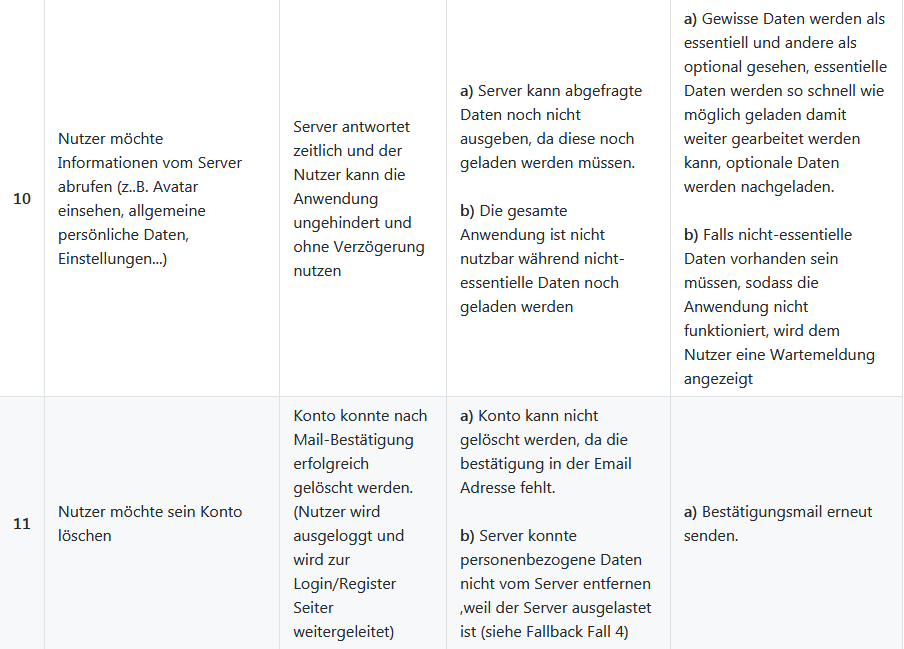 10
Nutzer möchte
Informationen vom Server
abrufen (z..B. Avatar
einsehen, allgemeine
persönliche Daten,
Einstellungen...)
Server antwortet
zeitlich und der
Nutzer kann die
Anwendung
ungehindert und
ohne Verzögerung
nutzen
a) Server kann abgefragte
Daten noch nicht
ausgeben, da diese noch
geladen werden müssen.
b) Die gesamte
Anwendung ist nicht
nutzbar während nicht-
essentielle Daten noch
geladen werden
a) Gewisse Daten werden als
essentiell und andere als
optional gesehen, essentielle
Daten werden so schnell wie
möglich geladen damit
weiter gearbeitet werden
kann, optionale Daten
werden nachgeladen.
b) Falls nicht-essentielle
Daten vorhanden sein
müssen, sodass die
Anwendung nicht
funktioniert, wird dem
Nutzer eine Wartemeldung
angezeigt
11
Nutzer möchte sein Konto
löschen
Konto konnte nach
Mail-Bestätigung
erfolgreich
gelöscht werden.
(Nutzer wird
ausgeloggt und
wird zur
Login/Register
Seiter
weitergeleitet)
a) Konto kann nicht
gelöscht werden, da die
bestätigung in der Email
Adresse fehlt.
b) Server konnte
personenbezogene Daten
nicht vom Server entfernen
,weil der Server ausgelastet
ist (siehe Fallback Fall 4)
a) Bestätigungsmail erneut
senden.